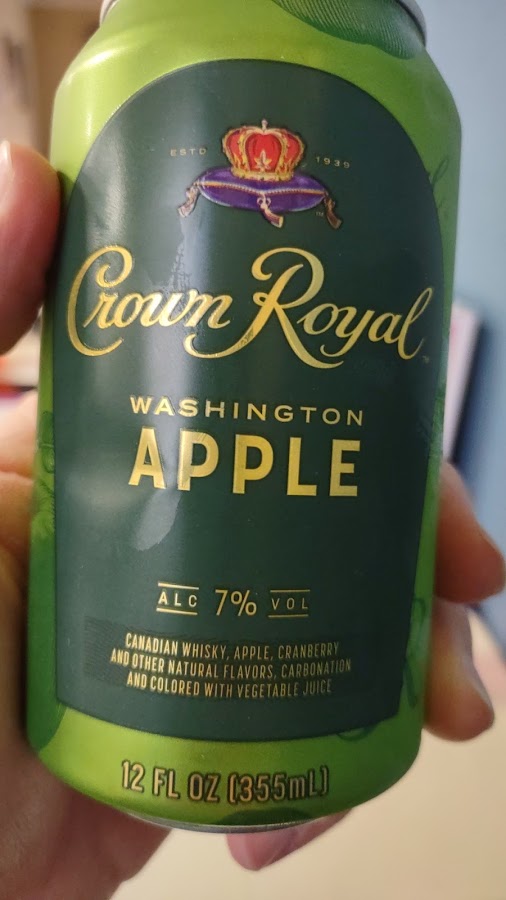 ESTD 1939
Crown Royal
WASHINGTON
APPLE
ALC 7% VOL
CANADIAN WHISKY, APPLE, CRANBERRY
AND OTHER NATURAL FLAVORS, CARBONATION
AND COLORED WITH VEGETABLE JUICE
12 FL OZ (355mL)